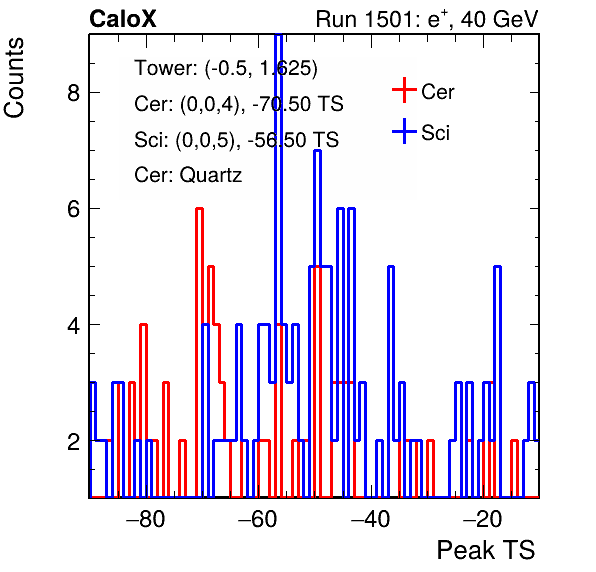 CaloX Run 1501: e⁺, 40 GeV
Counts
Tower: (-0.5, 1.625)
Cer: (0,0,4), -70.50 TS
Sci: (0,0,5), -56.50 TS
Cer: Quartz
Cer
Sci
8
6
4
2
−80 −60 −40 −20
Peak TS